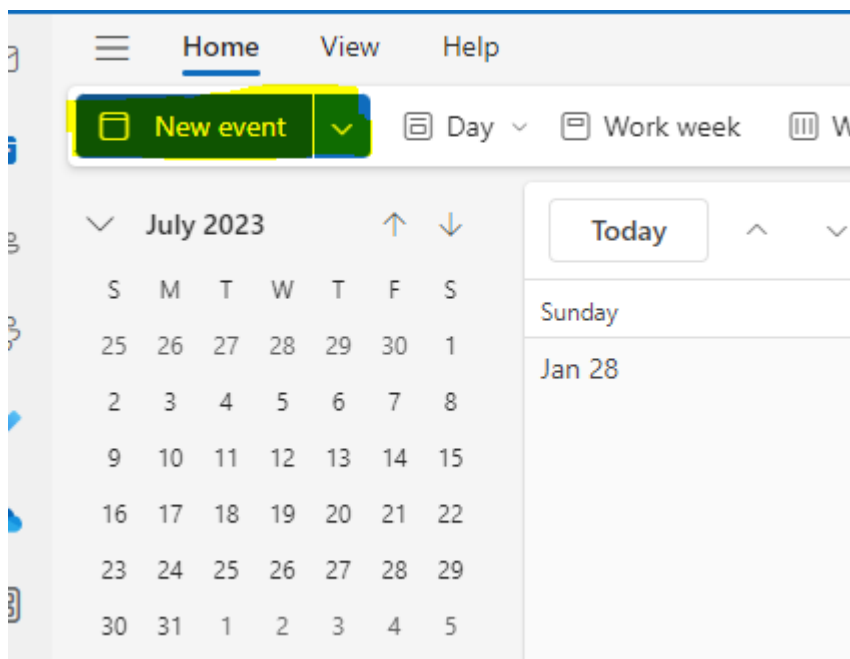 Home View Help
New event Day Work week
July 2023
S M T W T F S
25 26 27 28 29 30 1
2 3 4 5 6 7 8
9 10 11 12 13 14 15
16 17 18 19 20 21 22
23 24 25 26 27 28 29
30 31 1 2 3 4 5
Today
Sunday
Jan 28